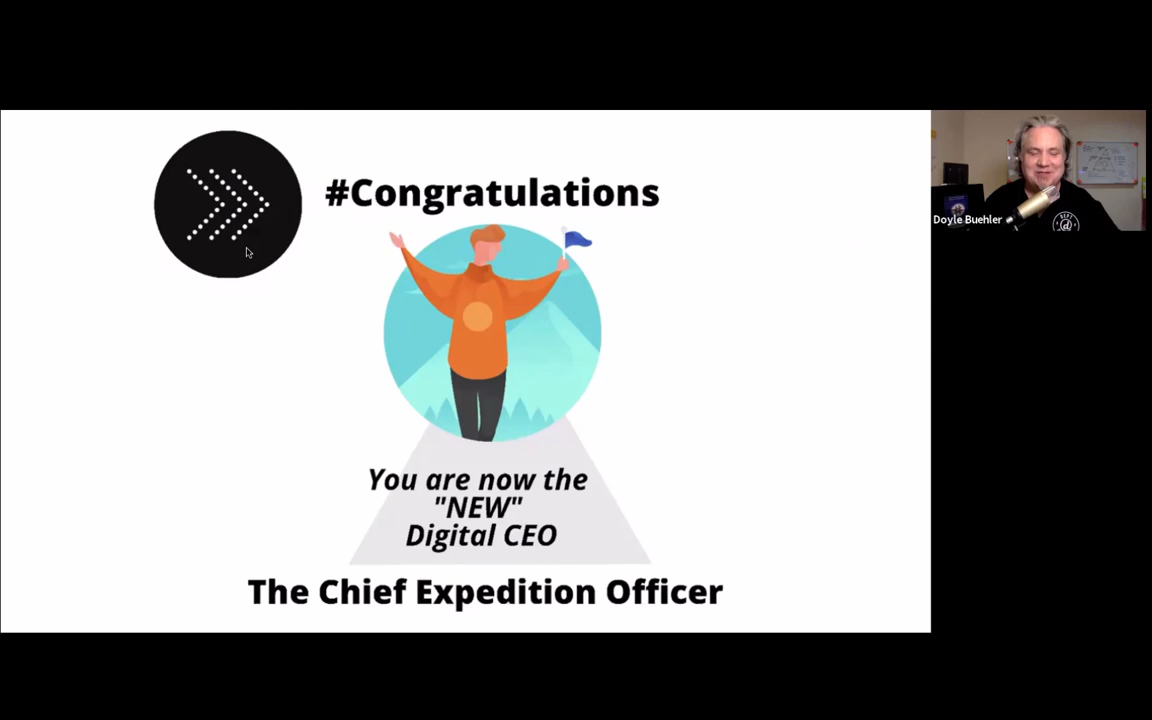 #Congratulations
You are now the
"NEW"
Digital CEO
The Chief Expedition Officer
Doyle Buehler